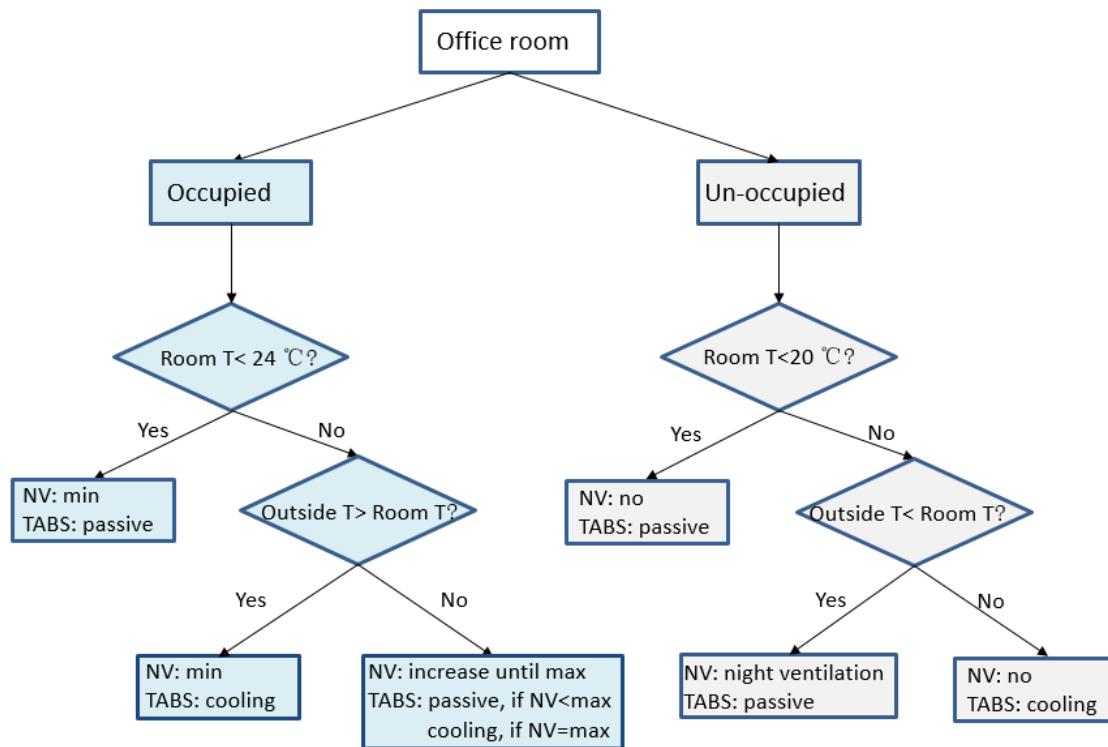 Office room
Occupied
Un-occupied
Room T< 24 ℃?
Room T<20 ℃?
Yes
No
Yes
No
NV: min
TABS: passive
Outside T> Room T?
NV: no
TABS: passive
Outside T< Room T?
Yes
No
Yes
No
NV: min
TABS: cooling
NV: increase until max
TABS: passive, if NV<max
cooling, if NV=max
NV: night ventilation
TABS: passive
NV: no
TABS: cooling